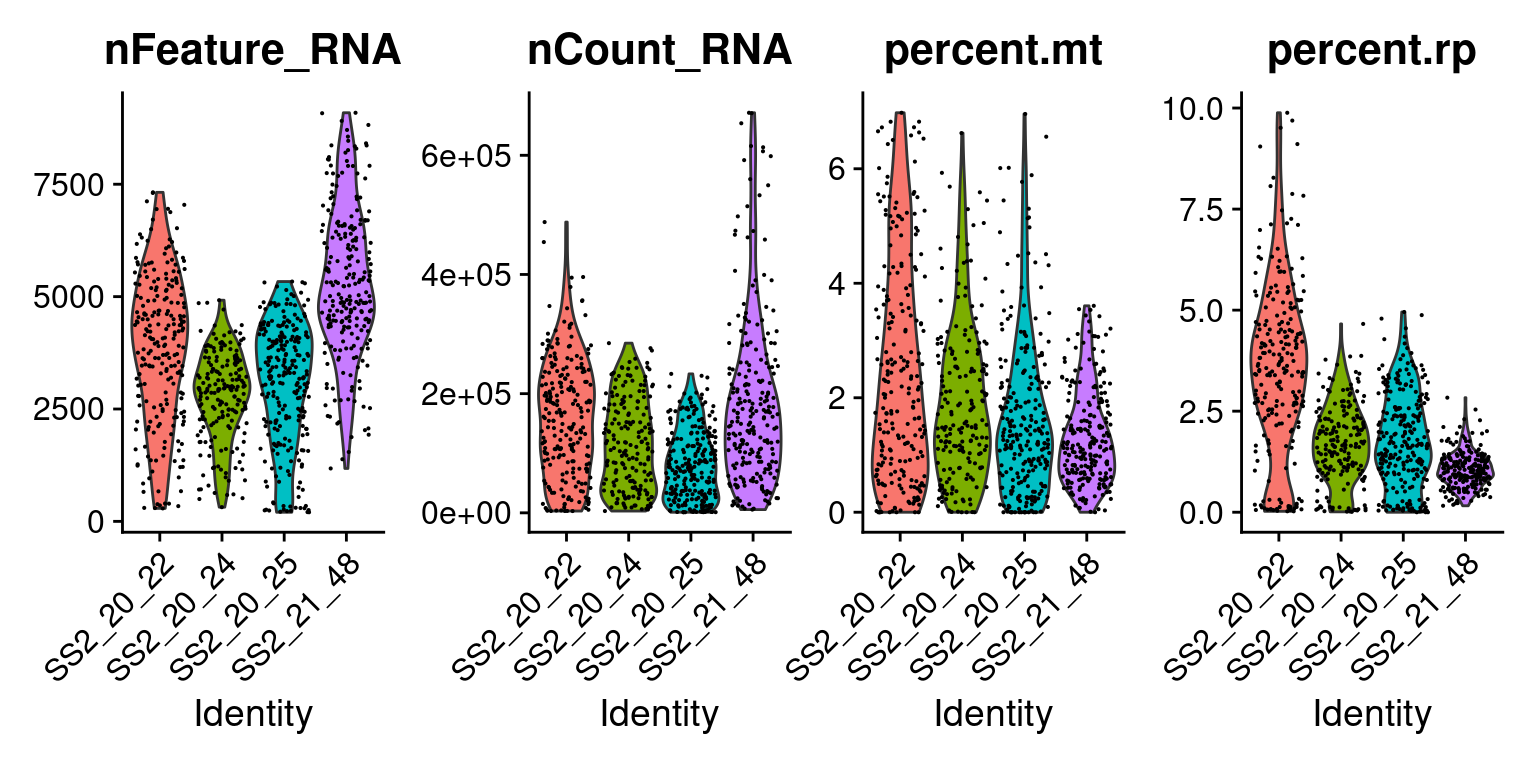 nFeature_RNA
7500
5000
2500
0
SS2_20_22
SS2_20_24
SS2_20_25
SS2_21_48
Identity
nCount_RNA
6e+05
4e+05
2e+05
0e+00
SS2_20_22
SS2_20_24
SS2_20_25
SS2_21_48
Identity
percent.mt
6
4
2
0
SS2_20_22
SS2_20_24
SS2_20_25
SS2_21_48
Identity
percent.rp
10.0
7.5
5.0
2.5
0.0
SS2_20_22
SS2_20_24
SS2_20_25
SS2_21_48
Identity